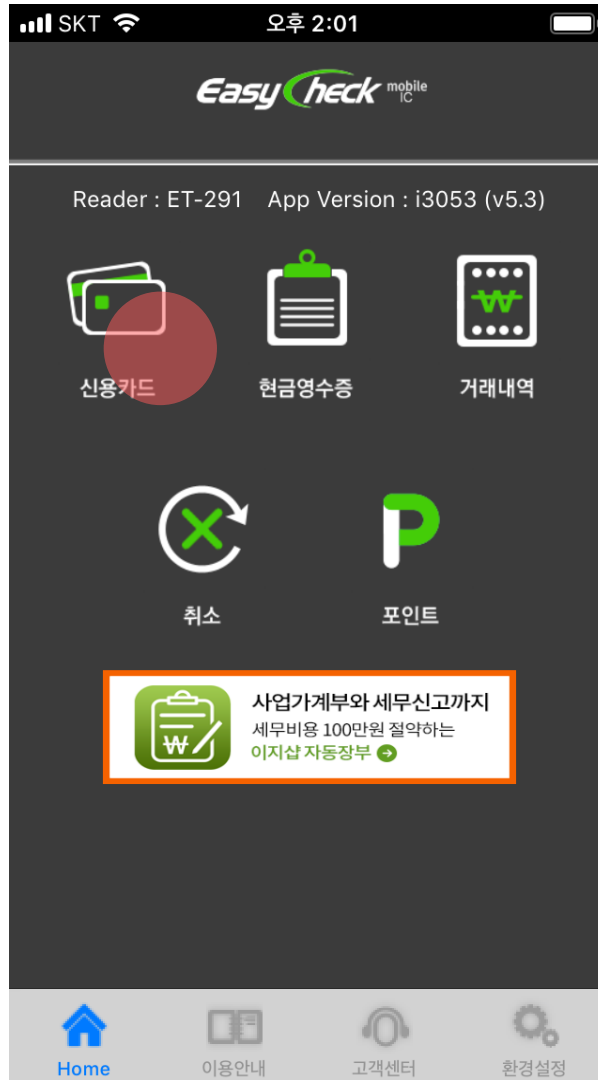 SKT 오후 2:01
EasyCheck mobile IC
Reader : ET-291 App Version : i3053 (v5.3)
신용카드 현금영수증 거래내역
취소 포인트
사업가계부와 세무신고까지
세무비용 100만원 절약하는
이지샵 자동장부
Home 이용안내 고객센터 환경설정